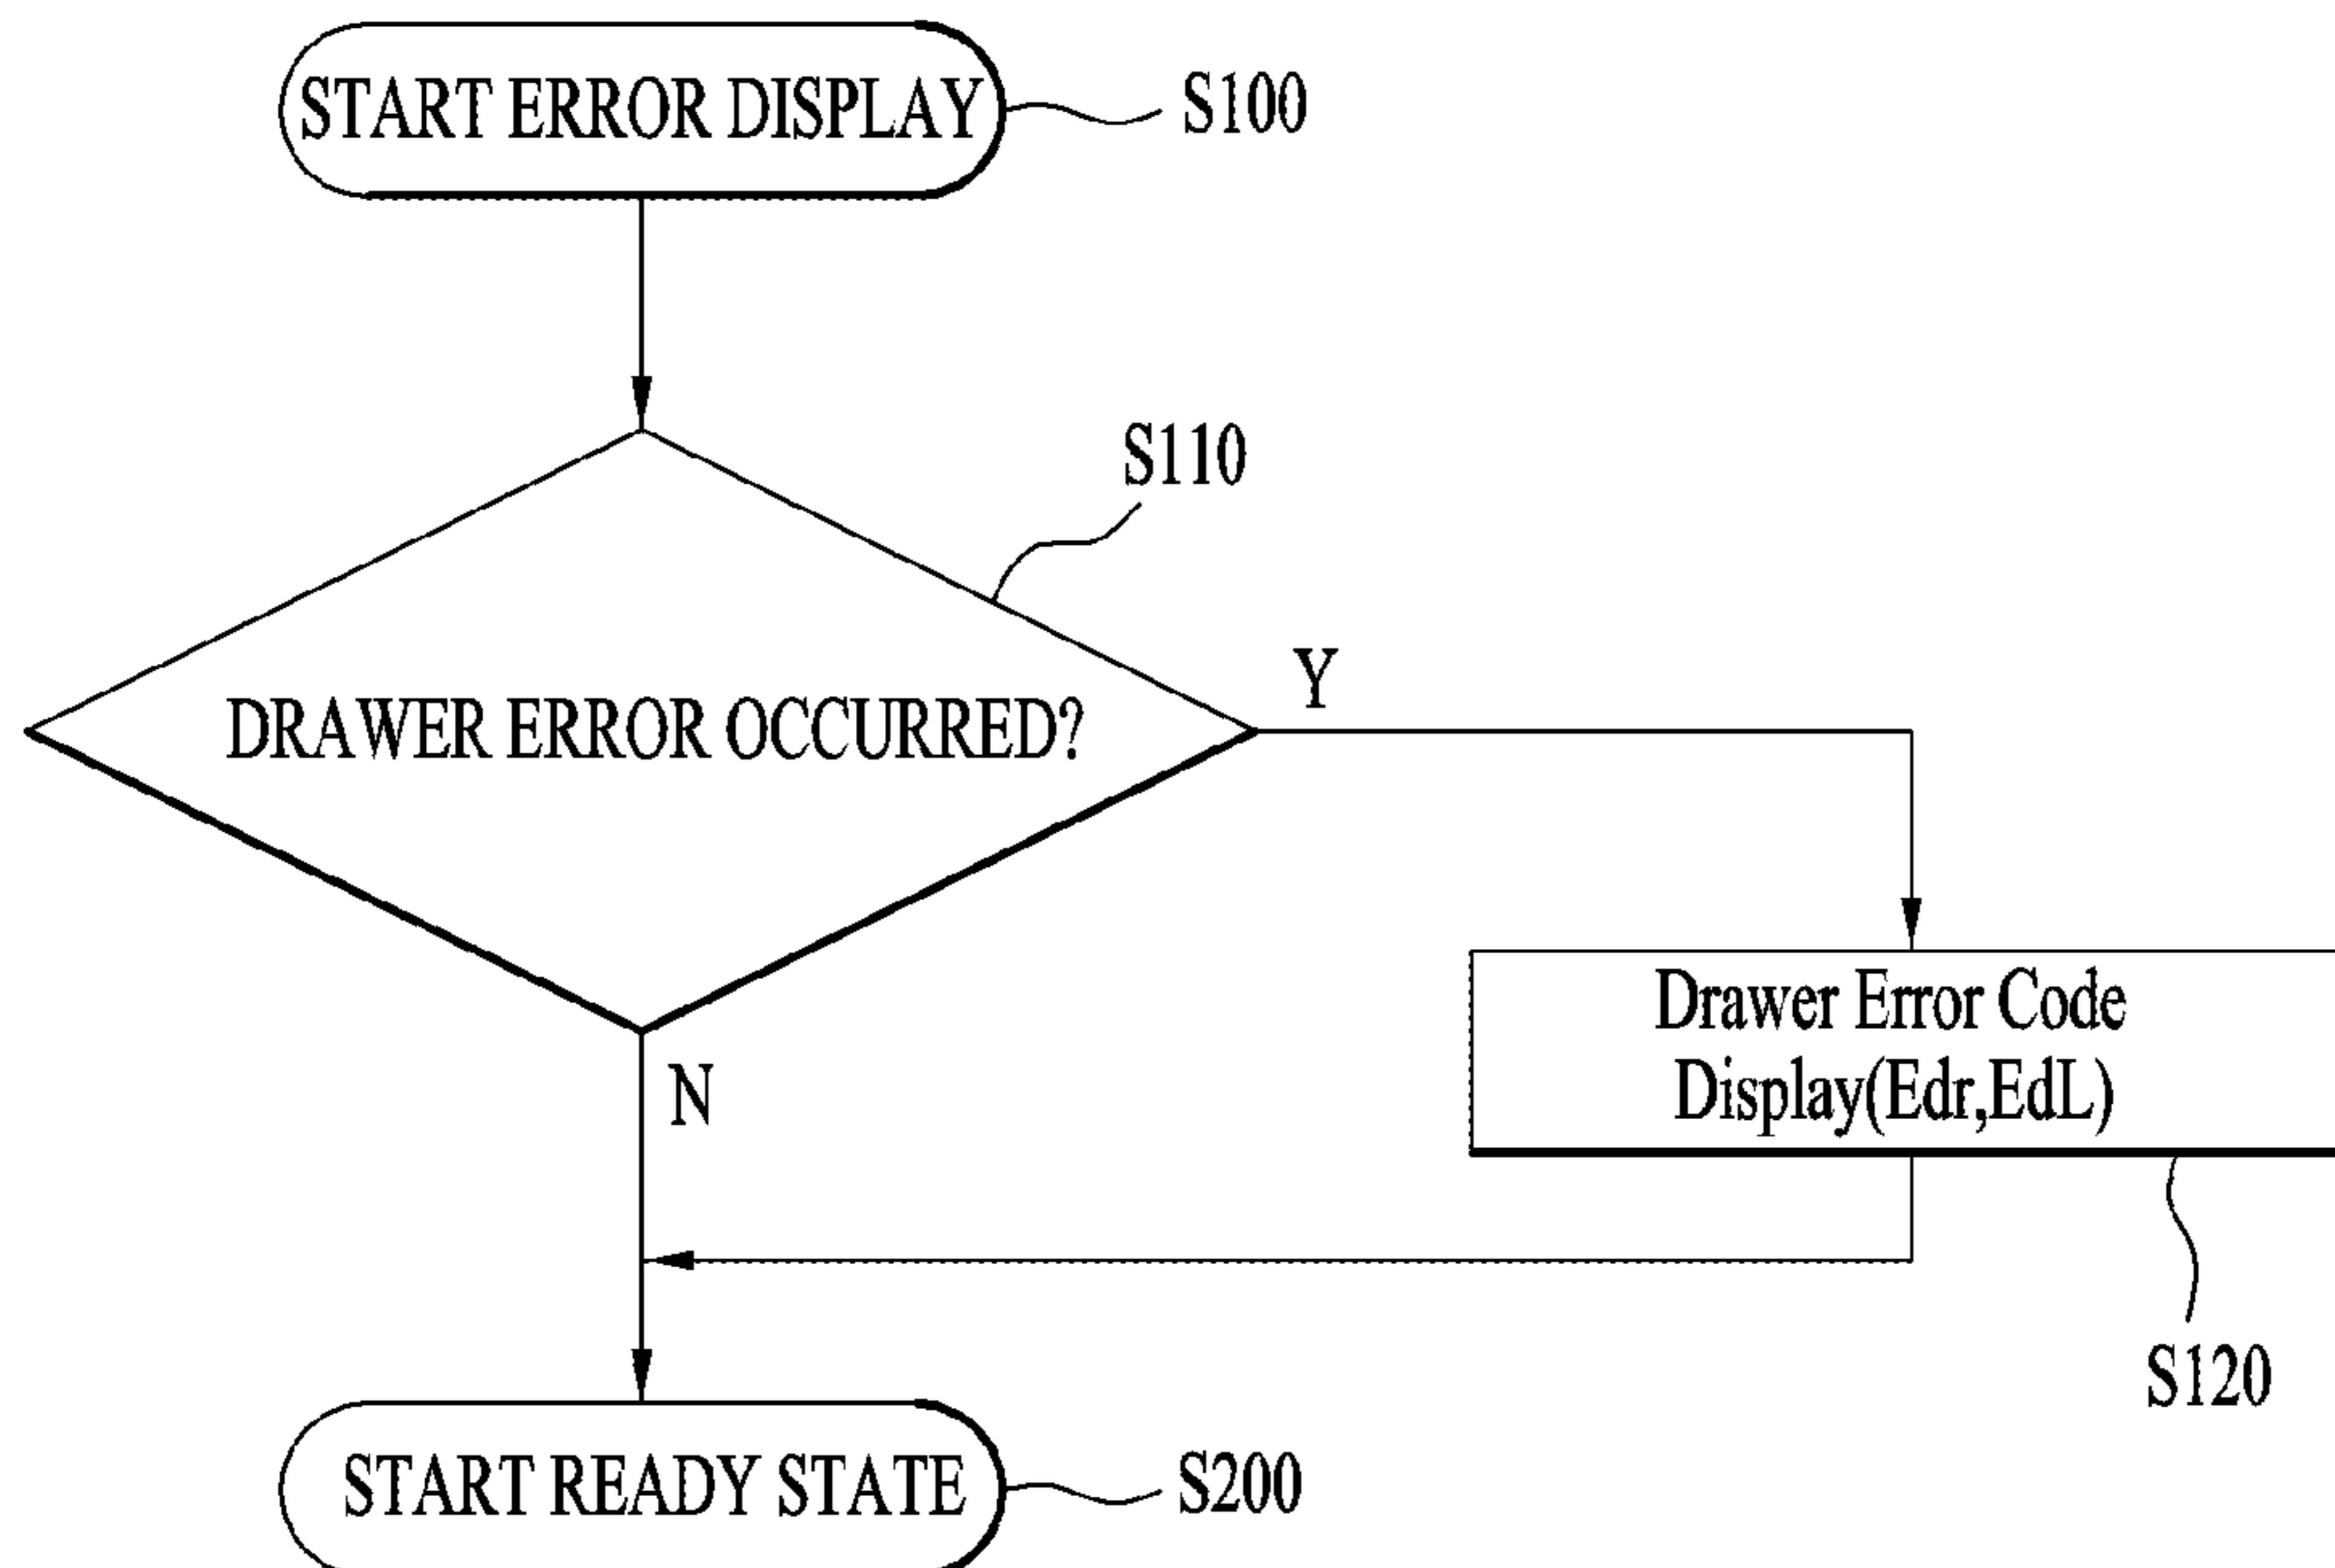 START ERROR DISPLAY
S100
S110
DRAWER ERROR OCCURRED?
Y
Drawer Error Code
Display(Edr,EdL)
N
S120
START READY STATE
S200